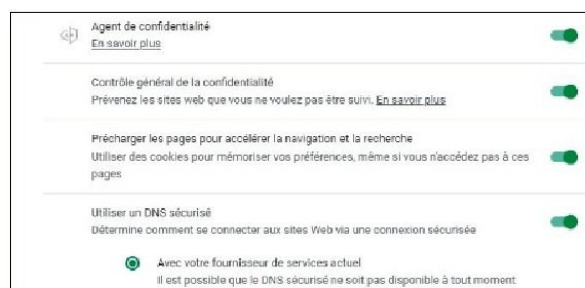 Agent de confidentialité
En savoir plus
Contrôle général de la confidentialité
Prévenez les sites web que vous ne voulez pas être suivi. En savoir plus
Précharger les pages pour accélérer la navigation et la recherche
Utiliser des cookies pour mémoriser vos préférences, même si vous n'accédez pas à ces
pages
Utiliser un DNS sécurisé
Détermine comment se connecter aux sites Web via une connexion sécurisée
Avec votre fournisseur de services actuel
Il est possible que le DNS sécurisé ne soit pas disponible à tout moment